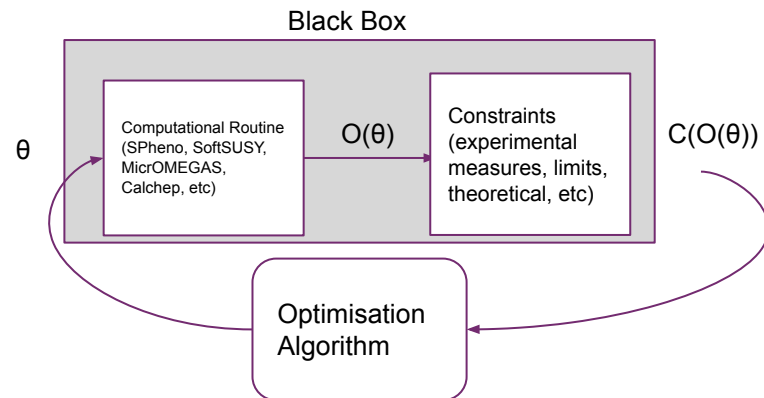 Black Box
θ
Computational Routine
(SPheno, SoftSUSY,
MicrOMEGAS,
Calchep, etc)
O(θ)
Constraints
(experimental
measures, limits,
theoretical, etc)
C(O(θ))
Optimisation
Algorithm